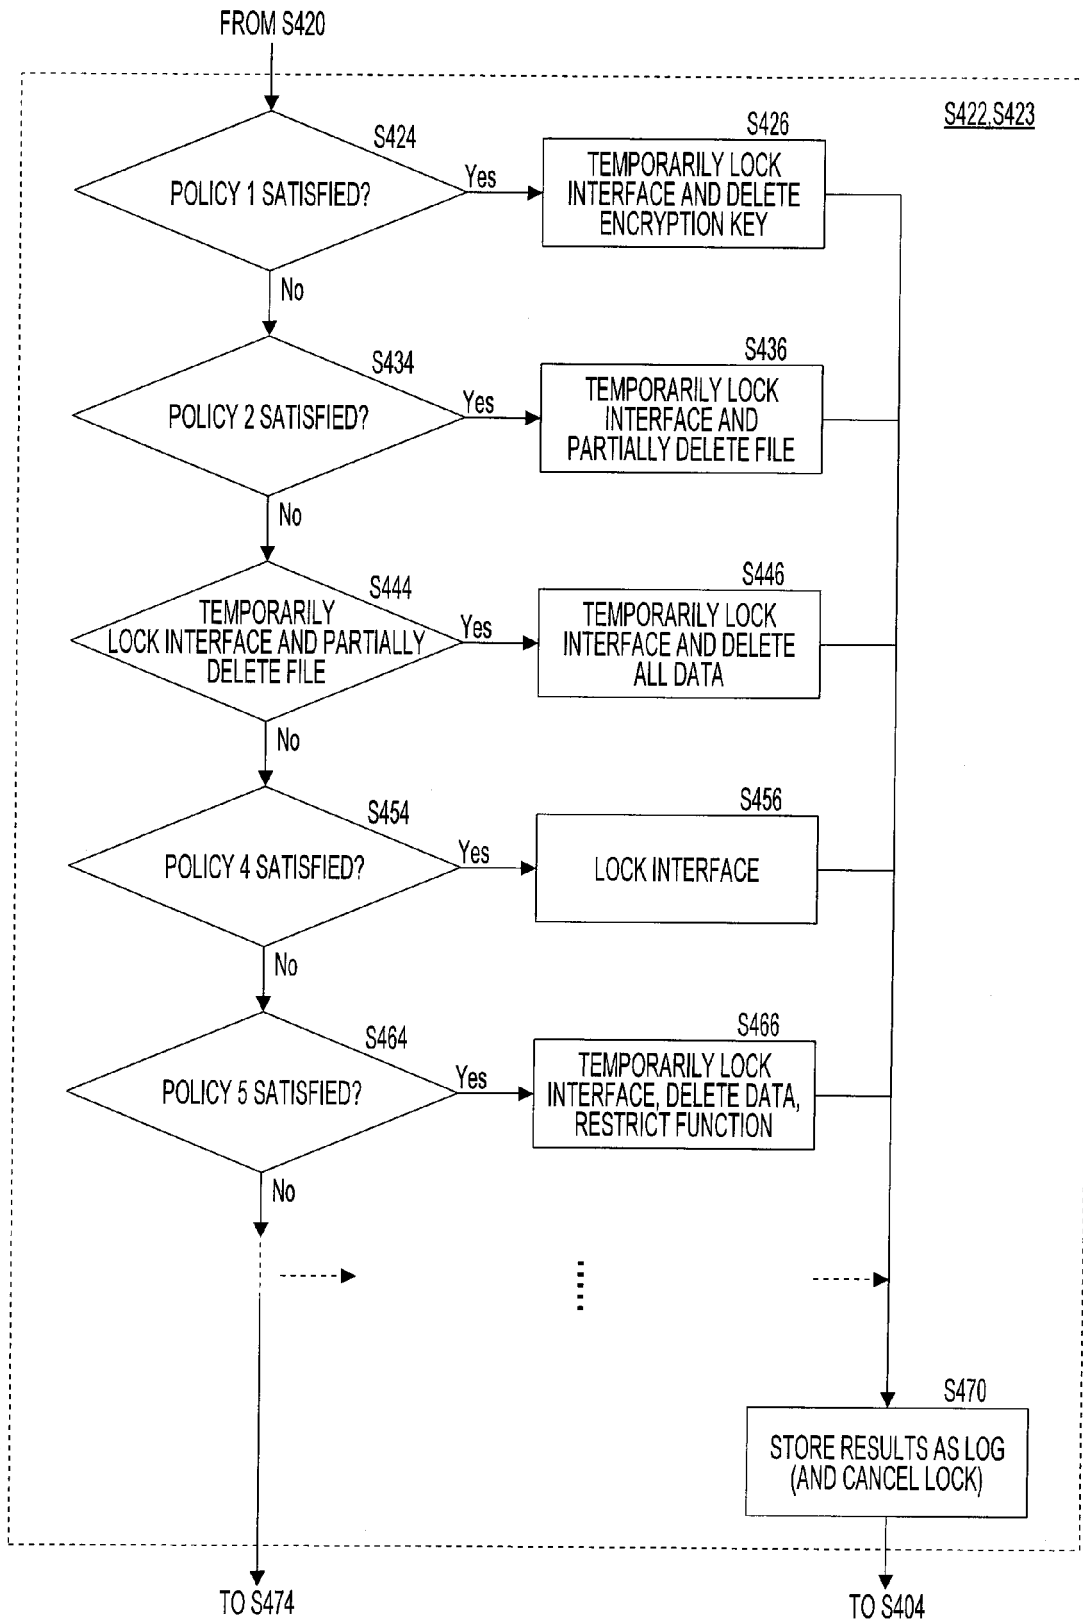 FROM S420
S422,S423
S424
POLICY 1 SATISFIED?
Yes
No
S426
TEMPORARILY LOCK
INTERFACE AND DELETE
ENCRYPTION KEY
S434
POLICY 2 SATISFIED?
Yes
No
S436
TEMPORARILY LOCK
INTERFACE AND
PARTIALLY DELETE FILE
S444
TEMPORARILY
LOCK INTERFACE AND PARTIALLY
DELETE FILE
Yes
No
S446
TEMPORARILY LOCK
INTERFACE AND DELETE
ALL DATA
S454
POLICY 4 SATISFIED?
Yes
No
S456
LOCK INTERFACE
S464
POLICY 5 SATISFIED?
Yes
No
S466
TEMPORARILY LOCK
INTERFACE, DELETE DATA,
RESTRICT FUNCTION
S470
STORE RESULTS AS LOG
(AND CANCEL LOCK)
TO S474
TO S404